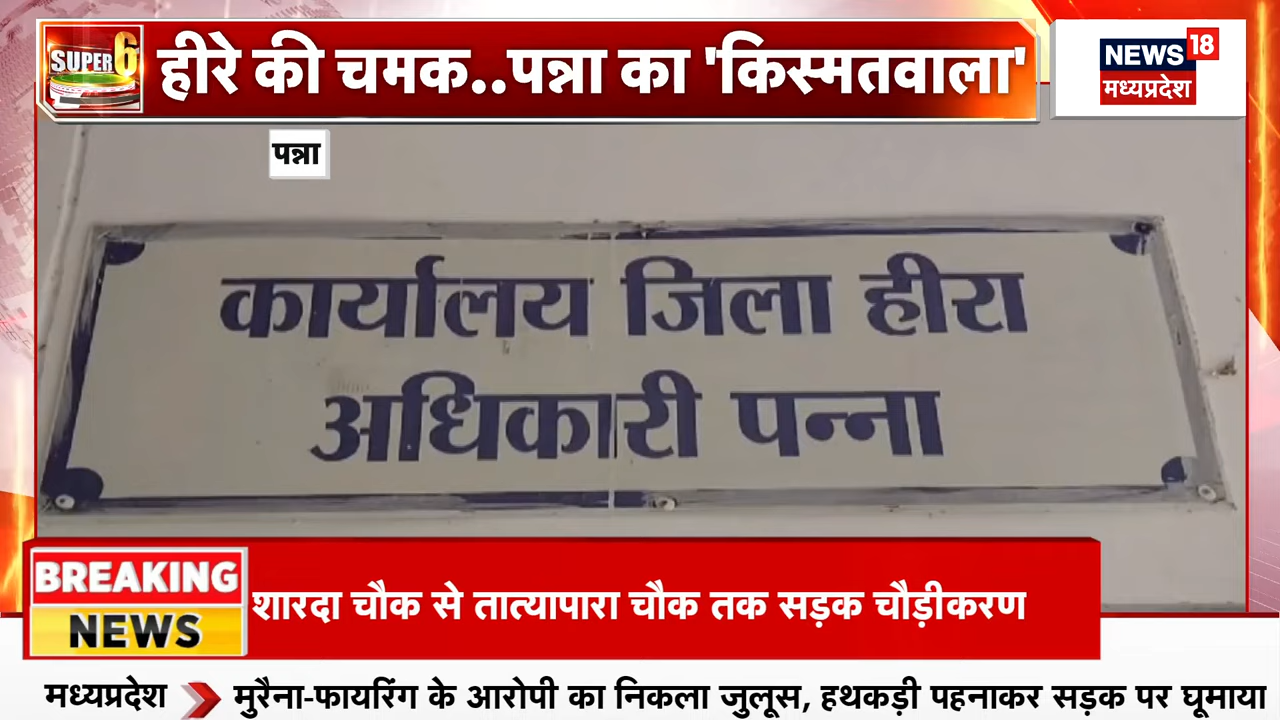 SUPER 6
हीरे की चमक..पन्ना का 'किस्मतवाला'
NEWS 18
मध्यप्रदेश
पन्ना
कार्यालय जिला हीरा
अधिकारी पन्ना
BREAKING
NEWS
शारदा चौक से तात्यापारा चौक तक सड़क चौड़ीकरण
मध्यप्रदेश
मुरैना-फायरिंग के आरोपी का निकला जुलूस, हथकड़ी पहनाकर सड़क पर घूमाया